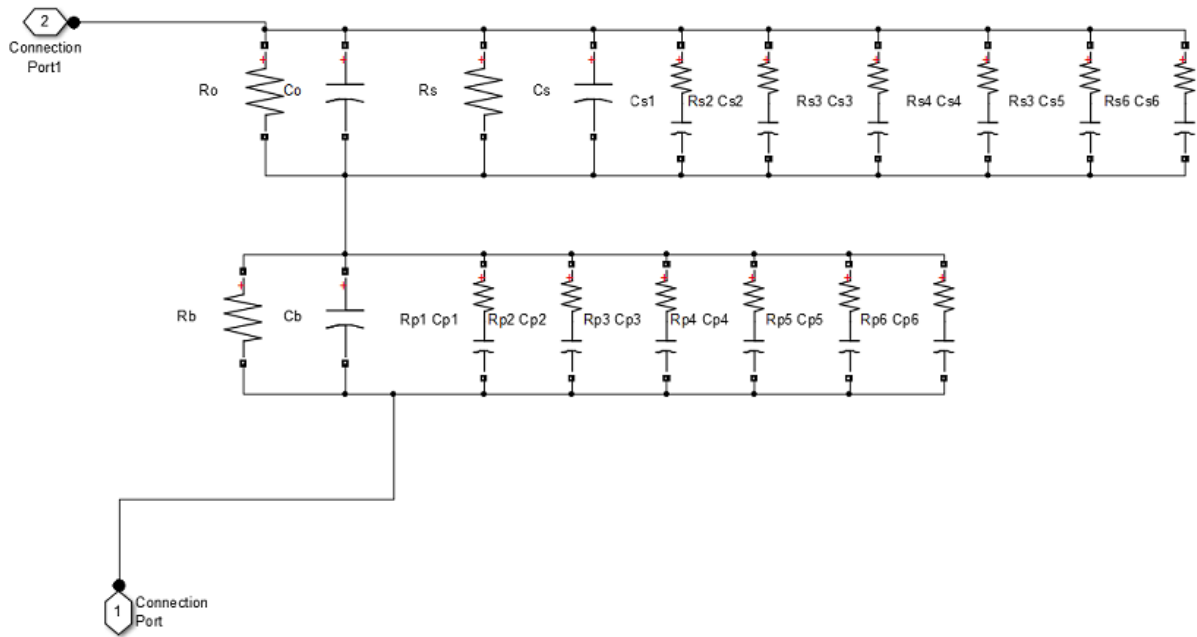 2
Connection
Port1
Ro
Co
Rs
Cs
Cs1
Rs2 Cs2
Rs3 Cs3
Rs4 Cs4
Rs3 Cs5
Rs6 Cs6
Rb
Cb
Rp1 Cp1
Rp2 Cp2
Rp3 Cp3
Rp4 Cp4
Rp5 Cp5
Rp6 Cp6
1
Connection
Port